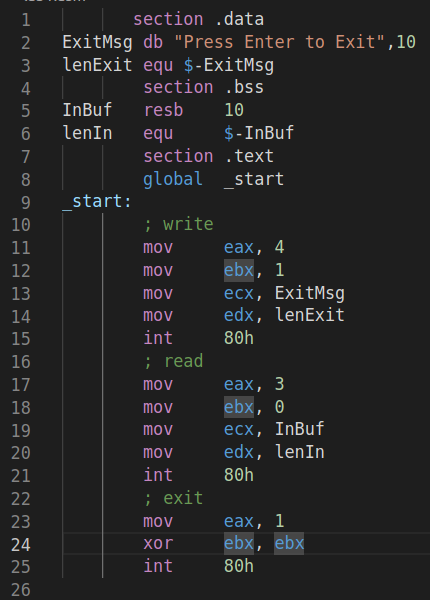 1 section .data
2 ExitMsg db "Press Enter to Exit",10
3 lenExit equ $-ExitMsg
4 section .bss
5 InBuf resb 10
6 lenIn equ $-InBuf
7 section .text
8 global _start
9 _start:
10 ; write
11 mov eax, 4
12 mov ebx, 1
13 mov ecx, ExitMsg
14 mov edx, lenExit
15 int 80h
16 ; read
17 mov eax, 3
18 mov ebx, 0
19 mov ecx, InBuf
20 mov edx, lenIn
21 int 80h
22 ; exit
23 mov eax, 1
24 xor ebx, ebx
25 int 80h
26